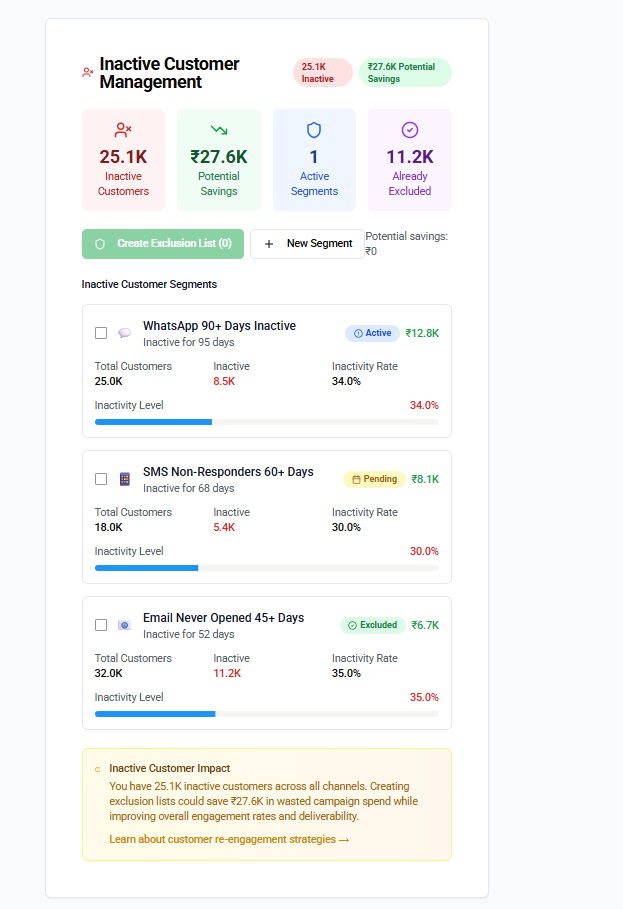 Inactive Customer
Management
25.1K
Inactive
₹27.6K Potential
Savings
25.1K
Inactive
Customers
₹27.6K
Potential
Savings
1
Active
Segments
11.2K
Already
Excluded
Create Exclusion List (0)
New Segment
Potential savings:
₹0
Inactive Customer Segments
WhatsApp 90+ Days Inactive
Inactive for 95 days
Active
₹12.8K
Total Customers
Inactive
Inactivity Rate
25.0K
8.5K
34.0%
Inactivity Level
34.0%
SMS Non-Responders 60+ Days
Inactive for 68 days
Pending
₹8.1K
Total Customers
Inactive
Inactivity Rate
18.0K
5.4K
30.0%
Inactivity Level
30.0%
Email Never Opened 45+ Days
Inactive for 52 days
Excluded
₹6.7K
Total Customers
Inactive
Inactivity Rate
32.0K
11.2K
35.0%
Inactivity Level
35.0%
Inactive Customer Impact
You have 25.1K inactive customers across all channels. Creating
exclusion lists could save ₹27.6K in wasted campaign spend while
improving overall engagement rates and deliverability.
Learn about customer re-engagement strategies →